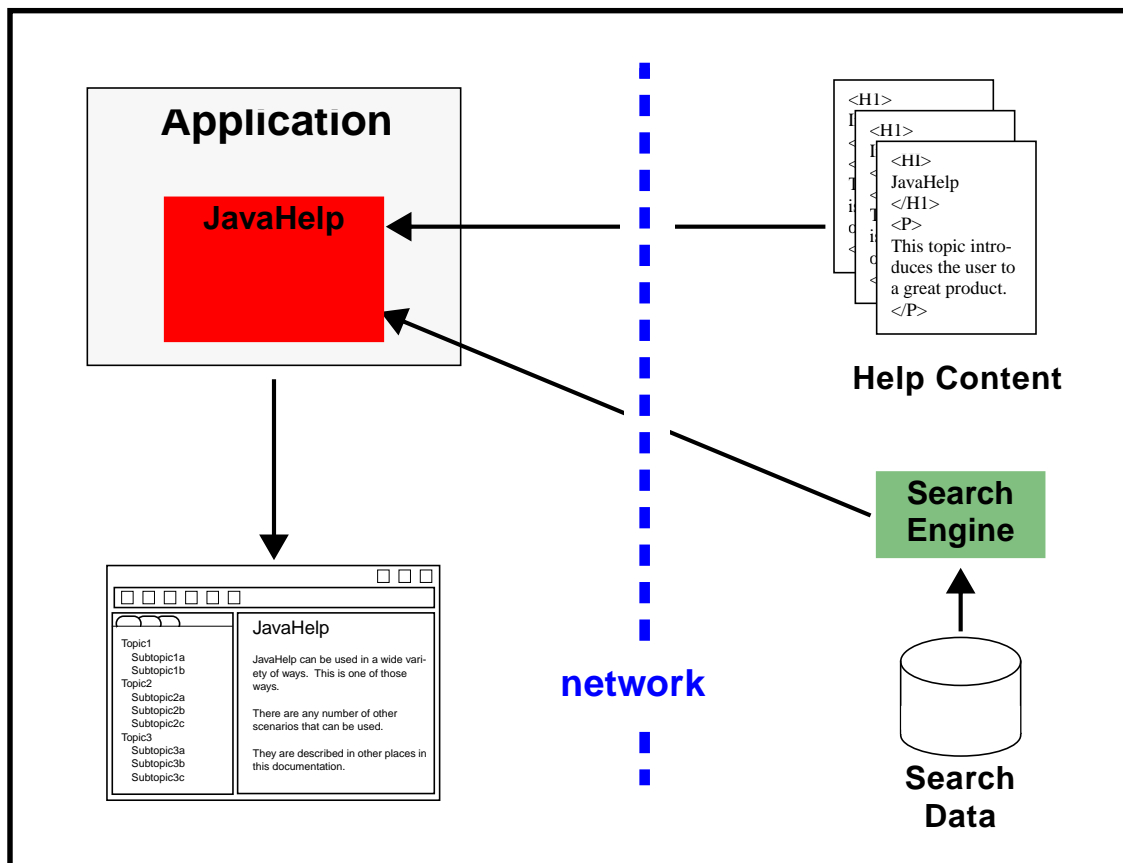 Application
JavaHelp
<H1>
<
<
is
o
<
<H1>
<
<
is
o
<
<H1>
JavaHelp
</H1>
<P>
This topic intro-
duces the user to
a great product.
</P>
Help Content
Search
Engine
Search
Data
network
JavaHelp
Topic1
Subtopic1a
Subtopic1b
Topic2
Subtopic2a
Subtopic2b
Subtopic2c
Topic3
Subtopic3a
Subtopic3b
Subtopic3c
JavaHelp can be used in a wide vari-
ety of ways. This is one of those
ways.
There are any number of other
scenarios that can be used.
They are described in other places in
this documentation.